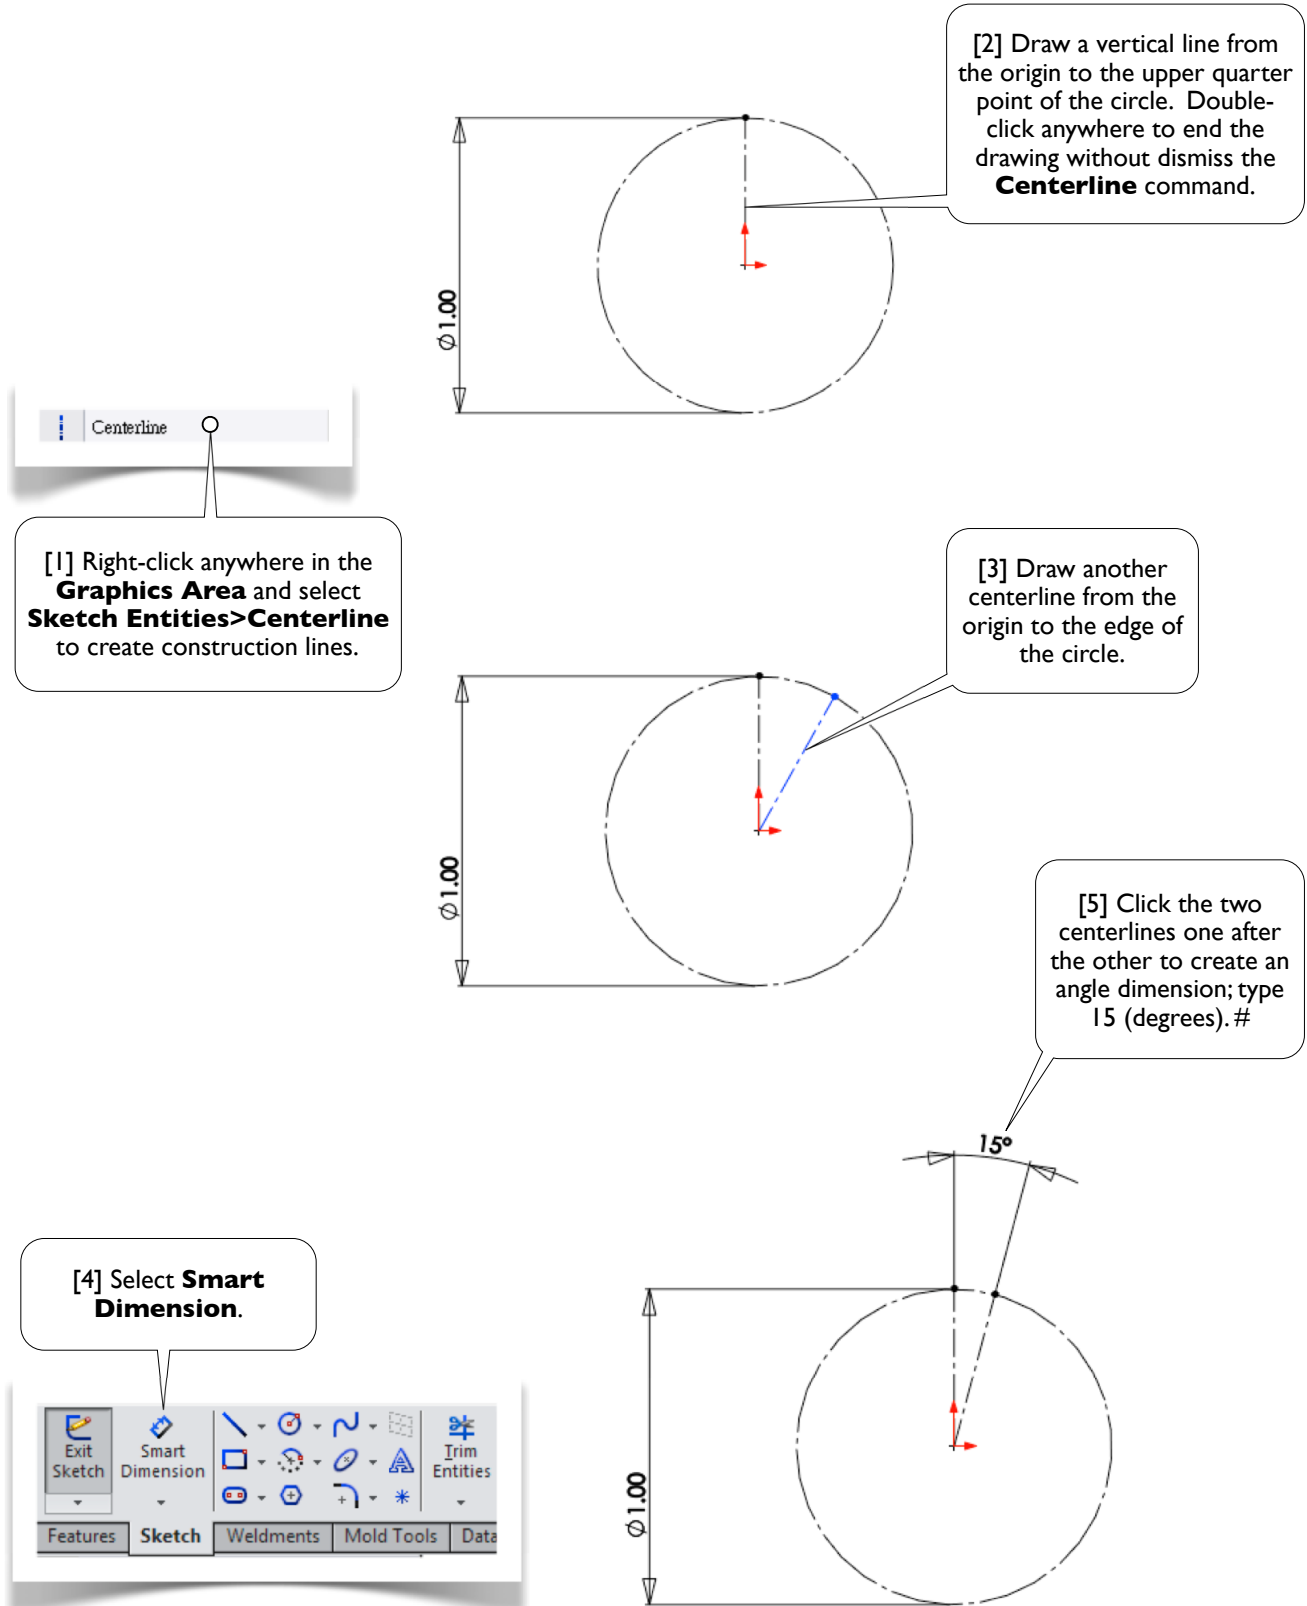 [2] Draw a vertical line from
the origin to the upper quarter
point of the circle.  Double-
click anywhere to end the
drawing without dismiss the
Centerline command.
⌀1.00
Centerline
[1] Right-click anywhere in the
Graphics Area and select
Sketch Entities>Centerline
to create construction lines.
[3] Draw another
centerline from the
origin to the edge of
the circle.
⌀1.00
[5] Click the two
centerlines one after
the other to create an
angle dimension; type
15 (degrees). #
15°
[4] Select Smart
Dimension.
⌀1.00
Exit
Sketch
Smart
Dimension
Trim
Entities
Features
Sketch
Weldments
Mold Tools
Data